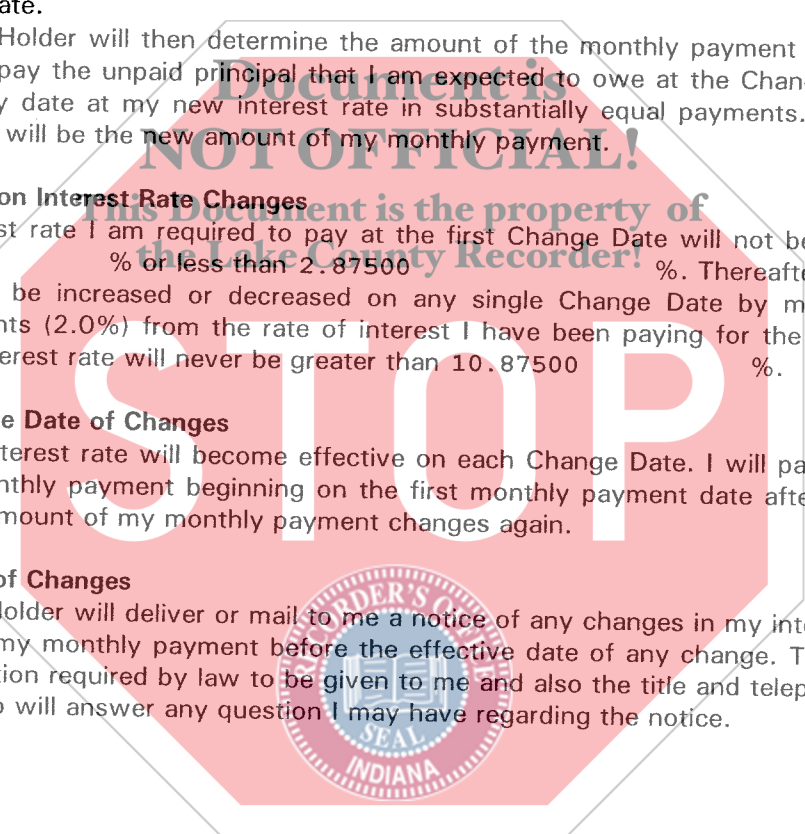 ate.
Holder will then determine the amount of the monthly payment
pay the unpaid principal that I am expected to owe at the Chan
y date at my new interest rate in substantially equal payments.
will be the new amount of my monthly payment.
Document is
NOT OFFICIAL!
This Document is the property of
the Lake County Recorder!
on Interest Rate Changes
st rate I am required to pay at the first Change Date will not be
% or less than 2.87500 %. Thereafte
be increased or decreased on any single Change Date by m
nts (2.0%) from the rate of interest I have been paying for the
erest rate will never be greater than 10.87500 %.
STOP
e Date of Changes
terest rate will become effective on each Change Date. I will pa
nthly payment beginning on the first monthly payment date afte
mount of my monthly payment changes again.
of Changes
Holder will deliver or mail to me a notice of any changes in my inte
my monthly payment before the effective date of any change. T
tion required by law to be given to me and also the title and telep
o will answer any question I may have regarding the notice.
RECORDER'S OFFICE
SEAL
INDIANA